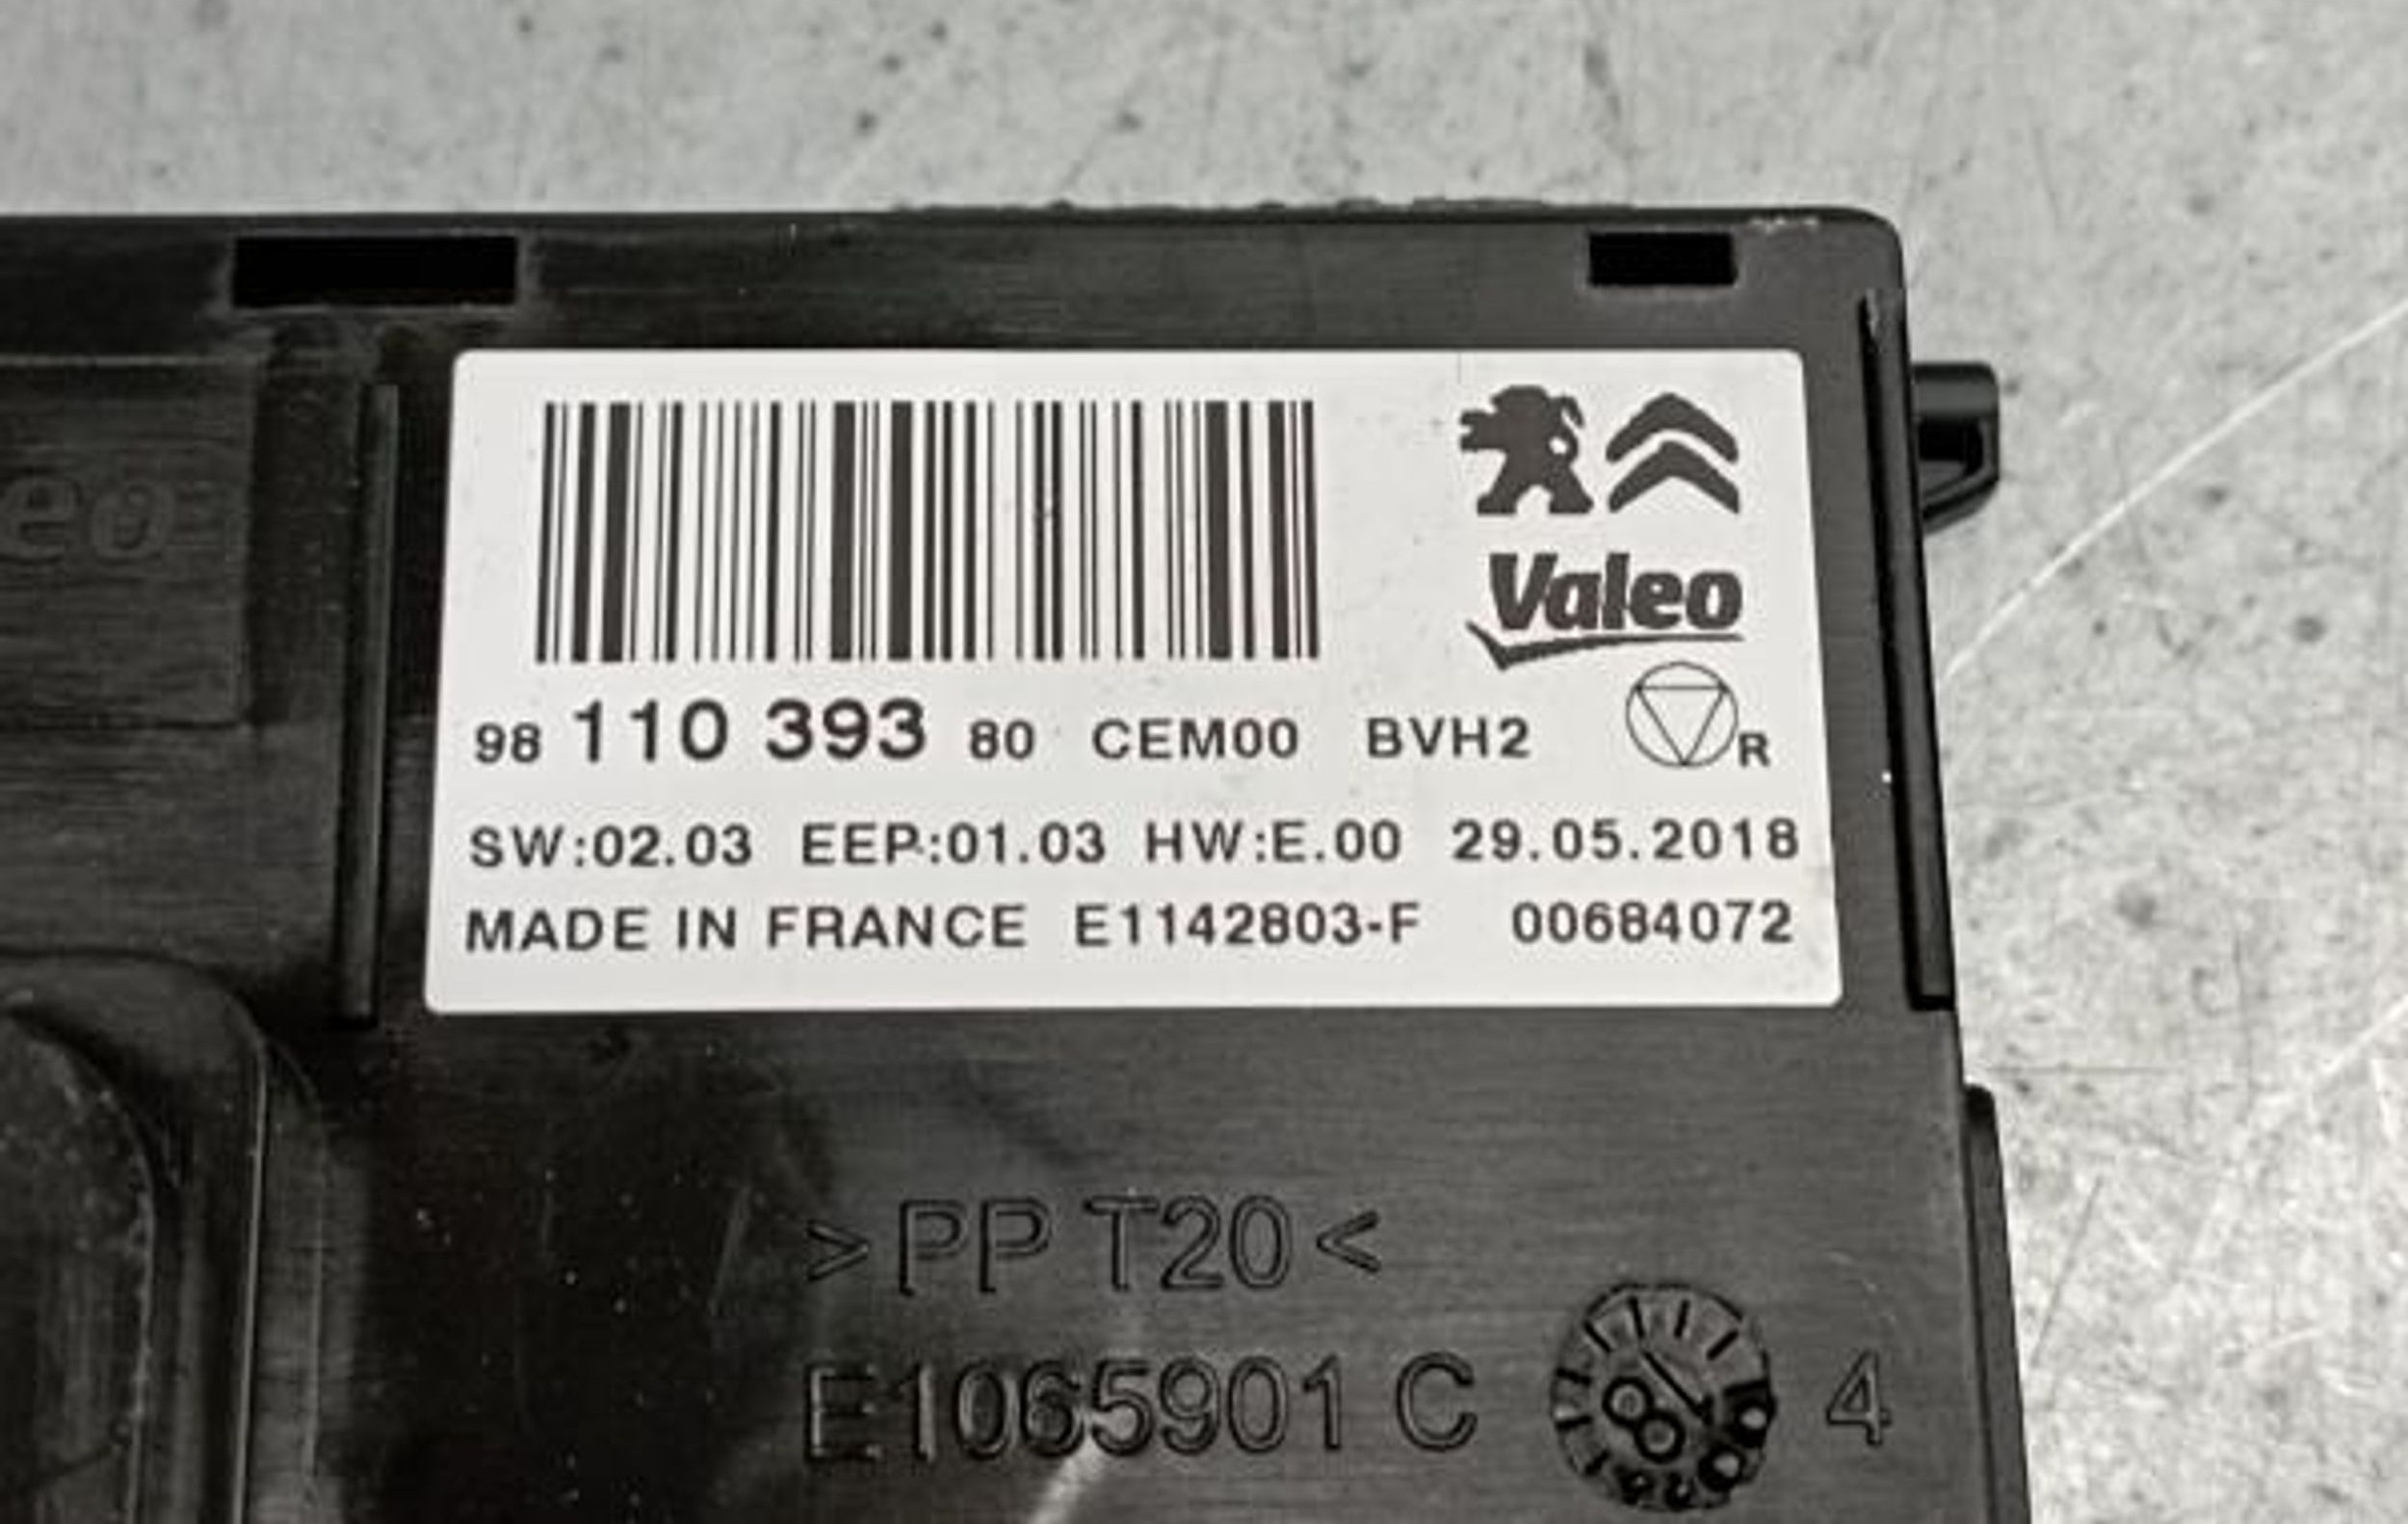 Valeo
98 110 393 80 CEM00 BVH2 R
SW:02.03 EEP:01.03 HW:E.00 29.05.2018
MADE IN FRANCE E1142803-F 00684072
eo
>PP T20<
E1065901 C 4